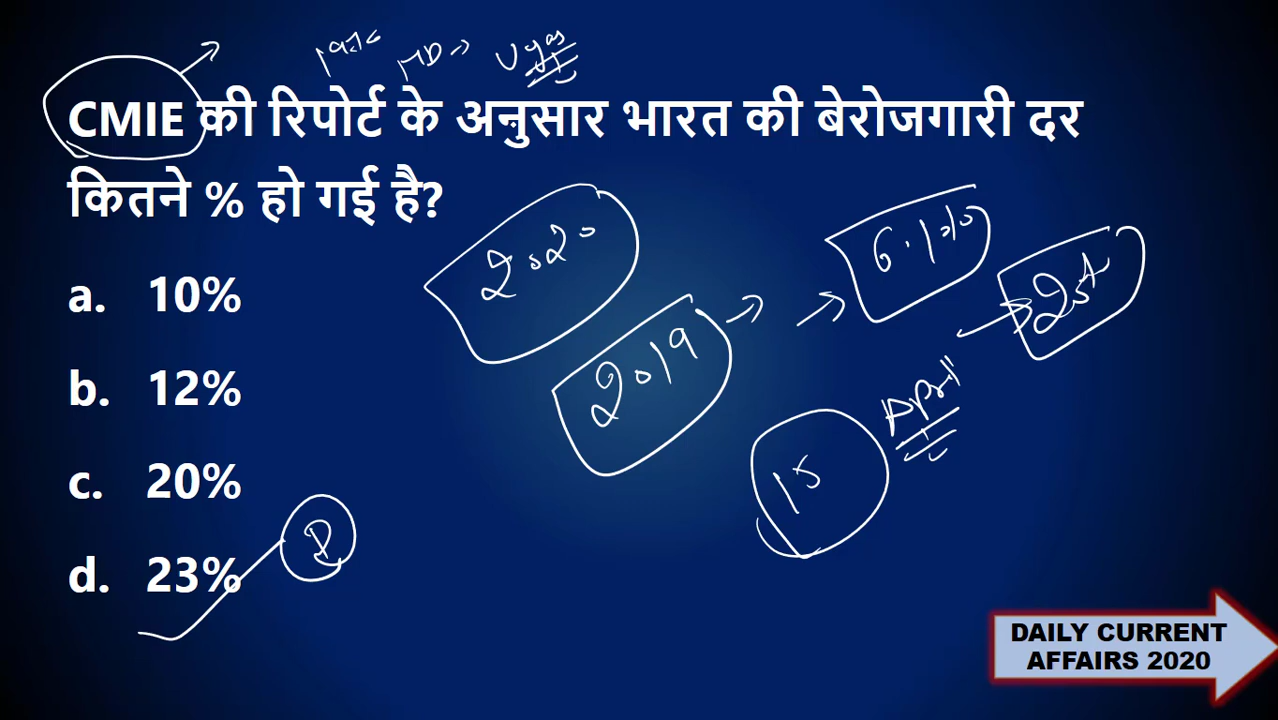 CMIE की रिपोर्ट के अनुसार भारत की बेरोजगारी दर
कितने % हो गई है?
2020
6.1%
2019
a. 10%
April
b. 12%
15
c. 20%
d. 23%
DAILY CURRENT
AFFAIRS 2020